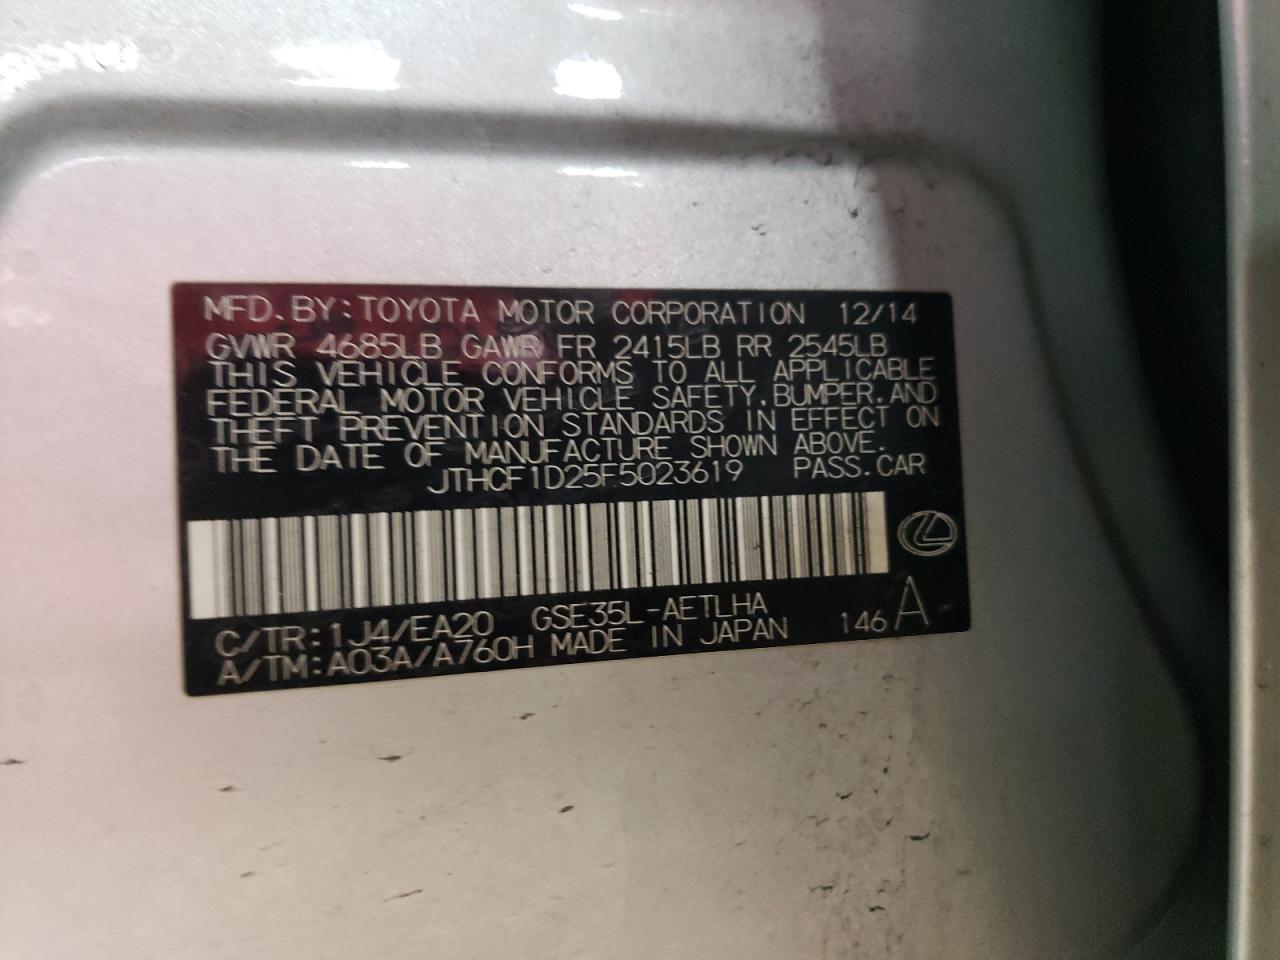 MFD. BY: TOYOTA MOTOR CORPORATION 12/14
GVWR 4685LB GAWR FR 2415LB RR 2545LB
THIS VEHICLE CONFORMS TO ALL APPLICABLE
FEDERAL MOTOR VEHICLE SAFETY, BUMPER, AND
THEFT PREVENTION STANDARDS IN EFFECT ON
THE DATE OF MANUFACTURE SHOWN ABOVE.
JTHCF1D25F5023619 PASS. CAR
C/TR: 1J4/EA20 GSE35L-AETLHA
A/TM: A03A/A760H MADE IN JAPAN 146 A